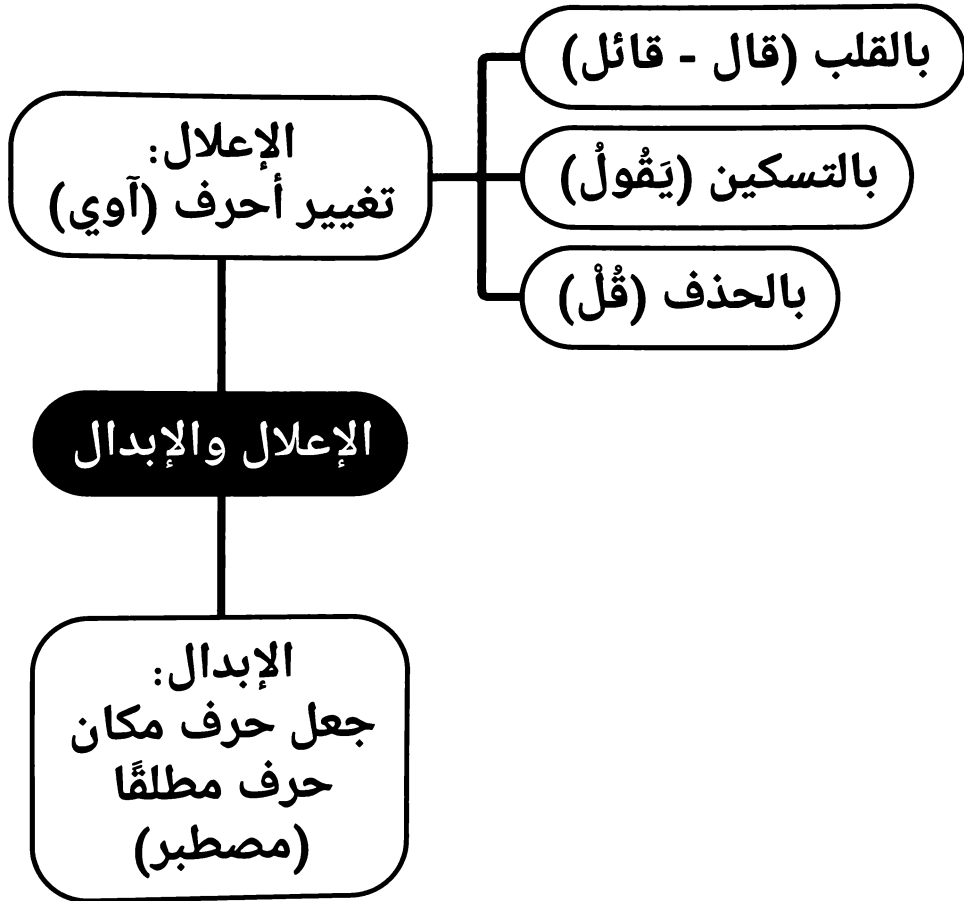 الإعلال:
تغيير أحرف (آوي)
بالقلب (قال - قائل)
بالتسكين (يَقُولُ)
بالحذف (قُلْ)
الإعلال والإبدال
الإبدال:
جعل حرف مكان
حرف مطلقًا
(مصطبر)